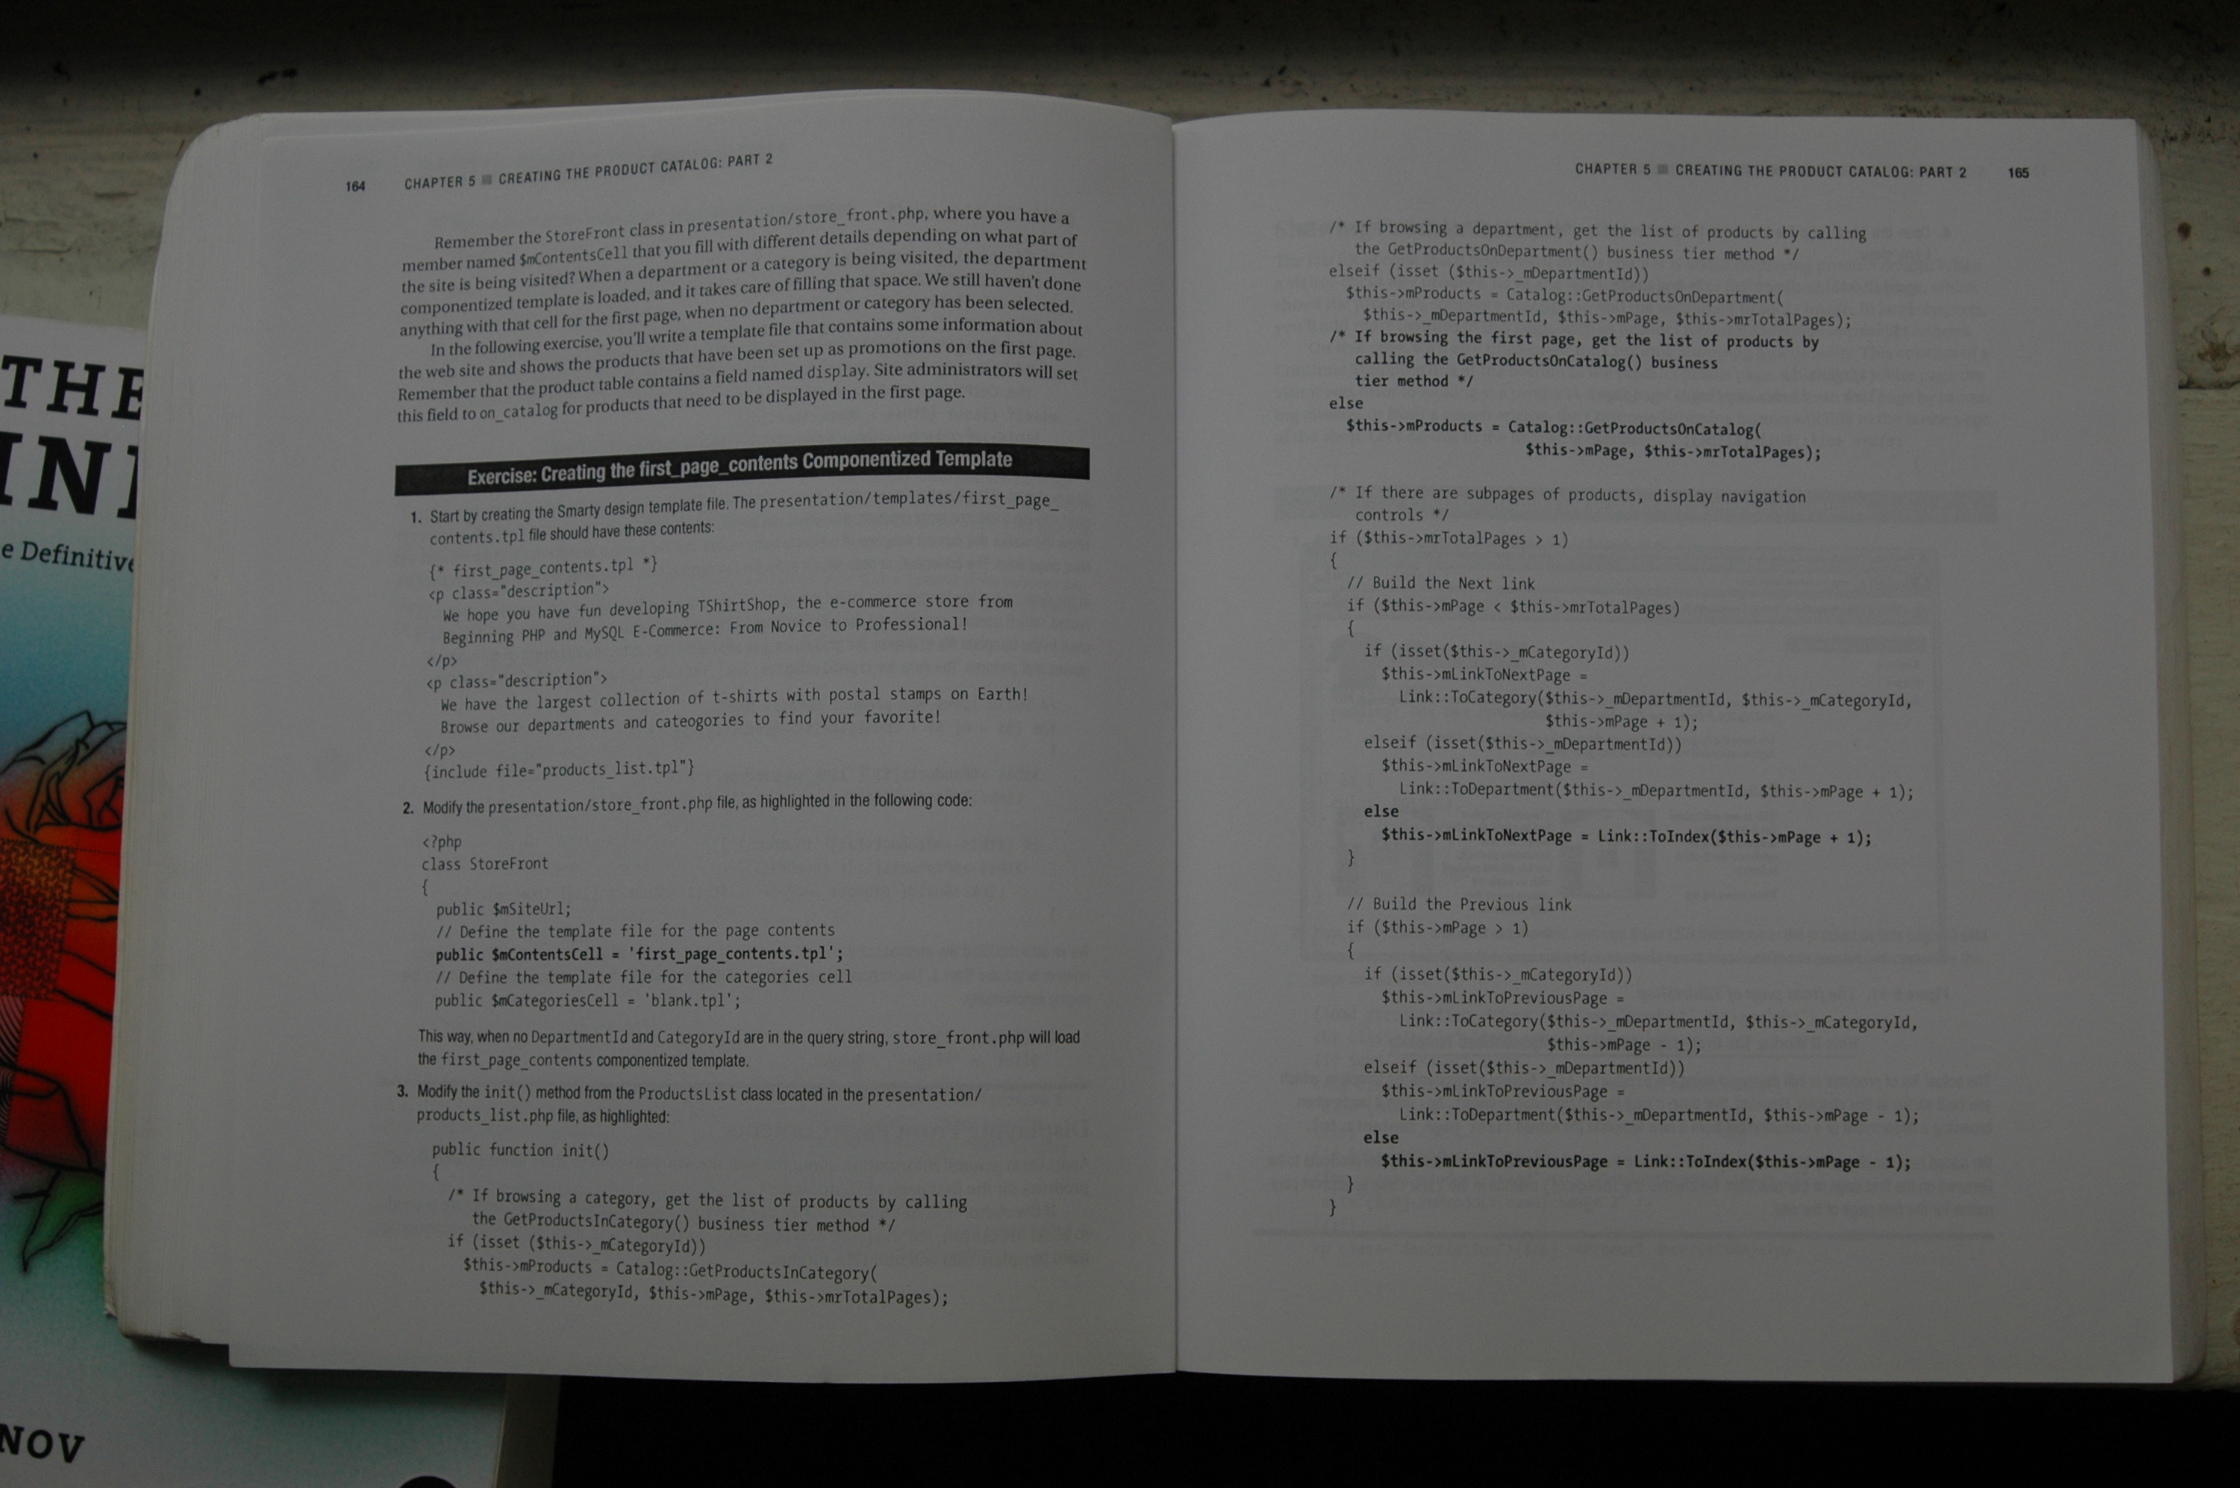 THE
INI
e Definitive
NOV
164 CHAPTER 5 ■ CREATING THE PRODUCT CATALOG: PART 2
Remember the StoreFront class in presentation/store_front.php, where you have a
member named $mContentsCell that you fill with different details depending on what part of
the site is being visited? When a department or a category is being visited, the department
componentized template is loaded, and it takes care of filling that space. We still haven't done
anything with that cell for the first page, when no department or category has been selected.
In the following exercise, you'll write a template file that contains some information about
the web site and shows the products that have been set up as promotions on the first page.
Remember that the product table contains a field named display. Site administrators will set
this field to on_catalog for products that need to be displayed in the first page.
Exercise: Creating the first_page_contents Componentized Template
1. Start by creating the Smarty design template file. The presentation/templates/first_page_
contents.tpl file should have these contents:
{* first_page_contents.tpl *}
<p class="description">
We hope you have fun developing TShirtShop, the e-commerce store from
Beginning PHP and MySQL E-Commerce: From Novice to Professional!
</p>
<p class="description">
We have the largest collection of t-shirts with postal stamps on Earth!
Browse our departments and cateogories to find your favorite!
</p>
{include file="products_list.tpl"}
2. Modify the presentation/store_front.php file, as highlighted in the following code:
<?php
class StoreFront
{
public $mSiteUrl;
// Define the template file for the page contents
public $mContentsCell = 'first_page_contents.tpl';
// Define the template file for the categories cell
public $mCategoriesCell = 'blank.tpl';
This way, when no DepartmentId and CategoryId are in the query string, store_front.php will load
the first_page_contents componentized template.
3. Modify the init() method from the ProductsList class located in the presentation/
products_list.php file, as highlighted:
public function init()
{
/* If browsing a category, get the list of products by calling
the GetProductsInCategory() business tier method */
if (isset ($this->_mCategoryId))
$this->mProducts = Catalog::GetProductsInCategory(
$this->_mCategoryId, $this->mPage, $this->mrTotalPages);
CHAPTER 5 ■ CREATING THE PRODUCT CATALOG: PART 2 165
/* If browsing a department, get the list of products by calling
the GetProductsOnDepartment() business tier method */
elseif (isset ($this->_mDepartmentId))
$this->mProducts = Catalog::GetProductsOnDepartment(
$this->_mDepartmentId, $this->mPage, $this->mrTotalPages);
/* If browsing the first page, get the list of products by
calling the GetProductsOnCatalog() business
tier method */
else
$this->mProducts = Catalog::GetProductsOnCatalog(
$this->mPage, $this->mrTotalPages);
/* If there are subpages of products, display navigation
controls */
if ($this->mrTotalPages > 1)
{
// Build the Next link
if ($this->mPage < $this->mrTotalPages)
{
if (isset($this->_mCategoryId))
$this->mLinkToNextPage =
Link::ToCategory($this->_mDepartmentId, $this->_mCategoryId,
$this->mPage + 1);
elseif (isset($this->_mDepartmentId))
$this->mLinkToNextPage =
Link::ToDepartment($this->_mDepartmentId, $this->mPage + 1);
else
$this->mLinkToNextPage = Link::ToIndex($this->mPage + 1);
}
// Build the Previous link
if ($this->mPage > 1)
{
if (isset($this->_mCategoryId))
$this->mLinkToPreviousPage =
Link::ToCategory($this->_mDepartmentId, $this->_mCategoryId,
$this->mPage - 1);
elseif (isset($this->_mDepartmentId))
$this->mLinkToPreviousPage =
Link::ToDepartment($this->_mDepartmentId, $this->mPage - 1);
else
$this->mLinkToPreviousPage = Link::ToIndex($this->mPage - 1);
}
}